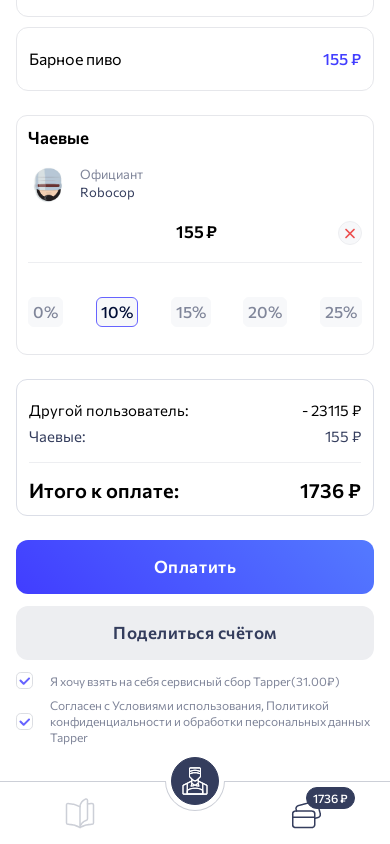 Барное пиво 155 ₽
Чаевые
Официант
Robocop
155 ₽
0% 10% 15% 20% 25%
Другой пользователь: - 23115 ₽
Чаевые: 155 ₽
Итого к оплате: 1736 ₽
Оплатить
Поделиться счётом
Я хочу взять на себя сервисный сбор Tapper(31.00₽)
Согласен с Условиями использования, Политикой
конфиденциальности и обработки персональных данных
Tapper
1736 ₽